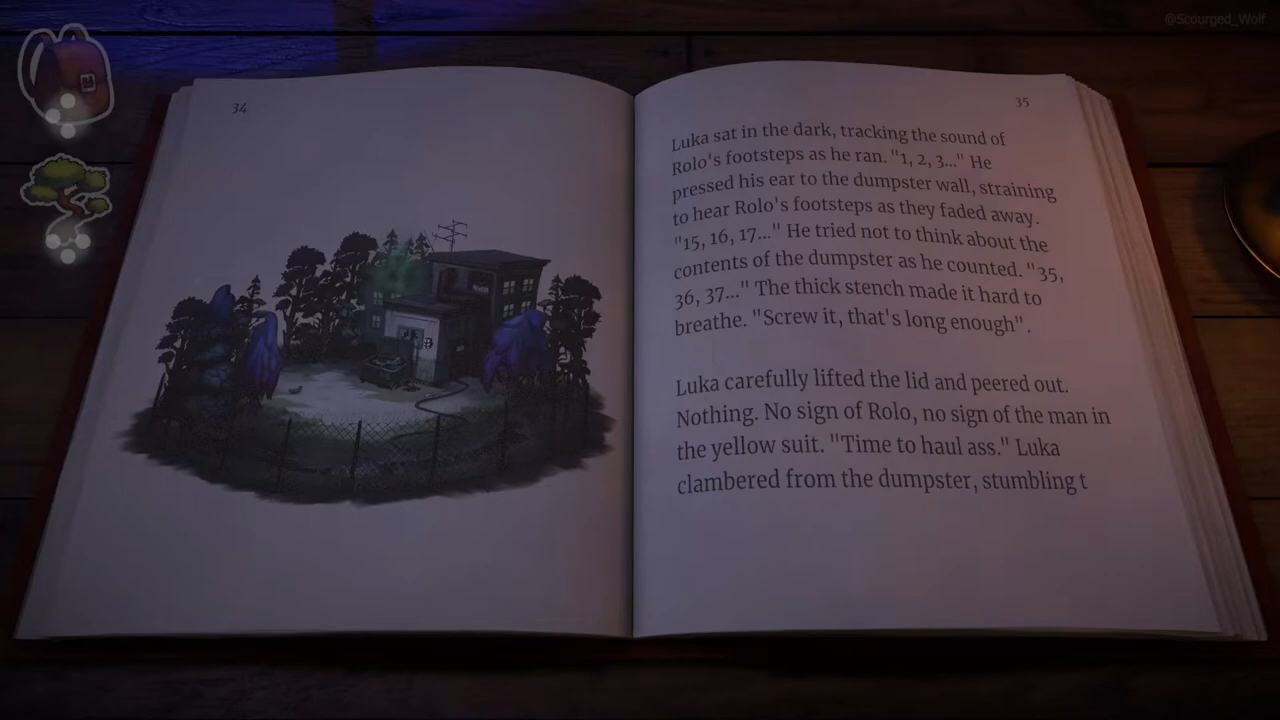 @Scourged_Wolf
34
35
Luka sat in the dark, tracking the sound of
Rolo's footsteps as he ran. "1, 2, 3..." He
pressed his ear to the dumpster wall, straining
to hear Rolo's footsteps as they faded away.
"15, 16, 17..." He tried not to think about the
contents of the dumpster as he counted. "35,
36, 37..." The thick stench made it hard to
breathe. "Screw it, that's long enough".
Luka carefully lifted the lid and peered out.
Nothing. No sign of Rolo, no sign of the man in
the yellow suit. "Time to haul ass." Luka
clambered from the dumpster, stumbling t